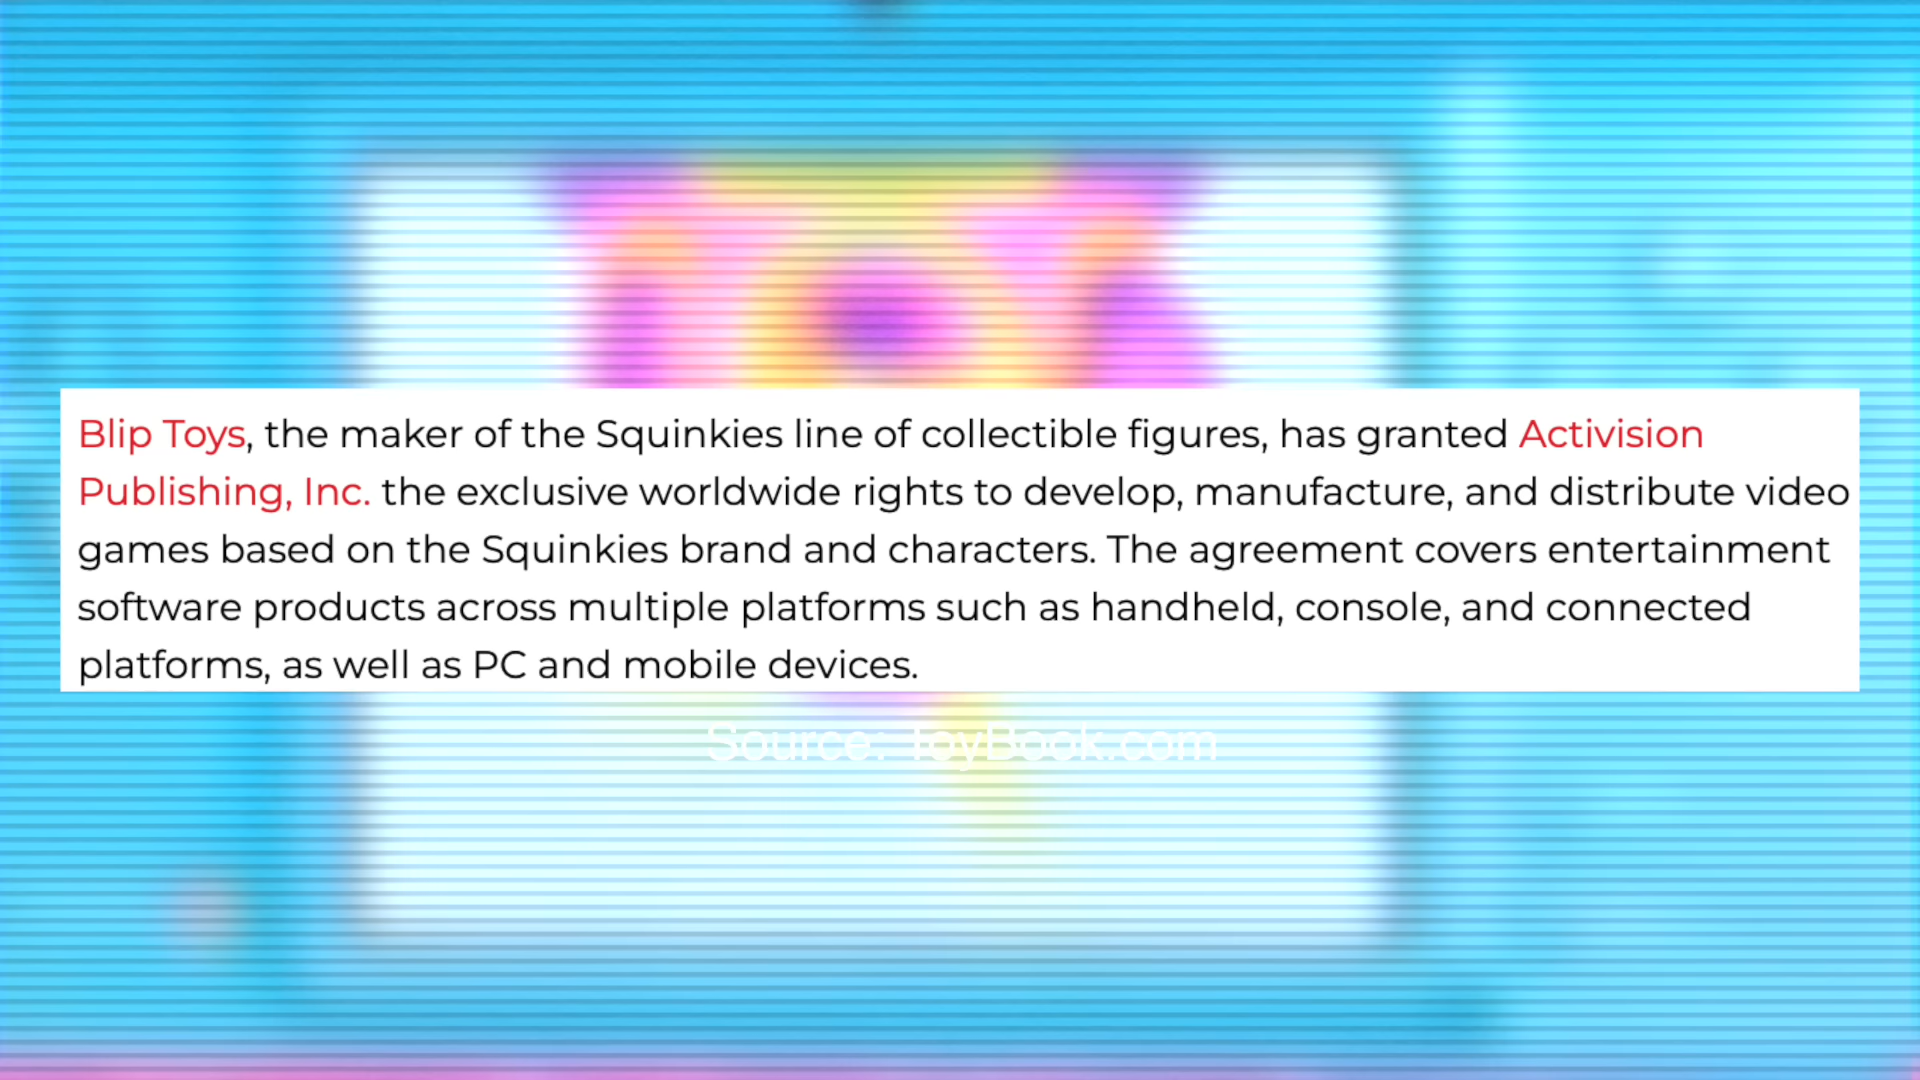 Blip Toys, the maker of the Squinkies line of collectible figures, has granted Activision
Publishing, Inc. the exclusive worldwide rights to develop, manufacture, and distribute video
games based on the Squinkies brand and characters. The agreement covers entertainment
software products across multiple platforms such as handheld, console, and connected
platforms, as well as PC and mobile devices.
Source: ToyBook.com